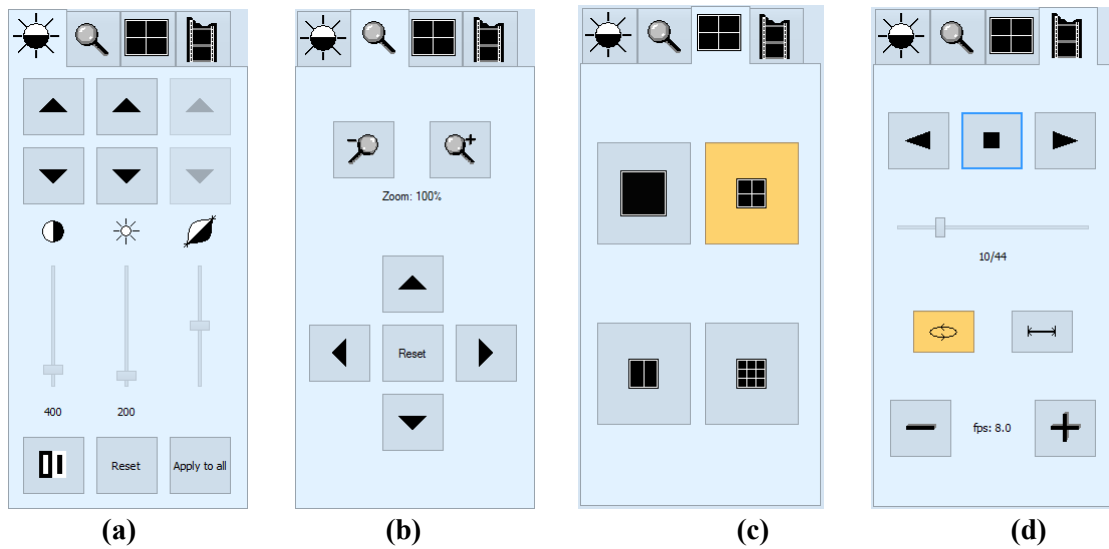 400
200
Reset
Apply to all
(a)
Zoom: 100%
Reset
(b)
(c)
10/44
fps: 8.0
(d)